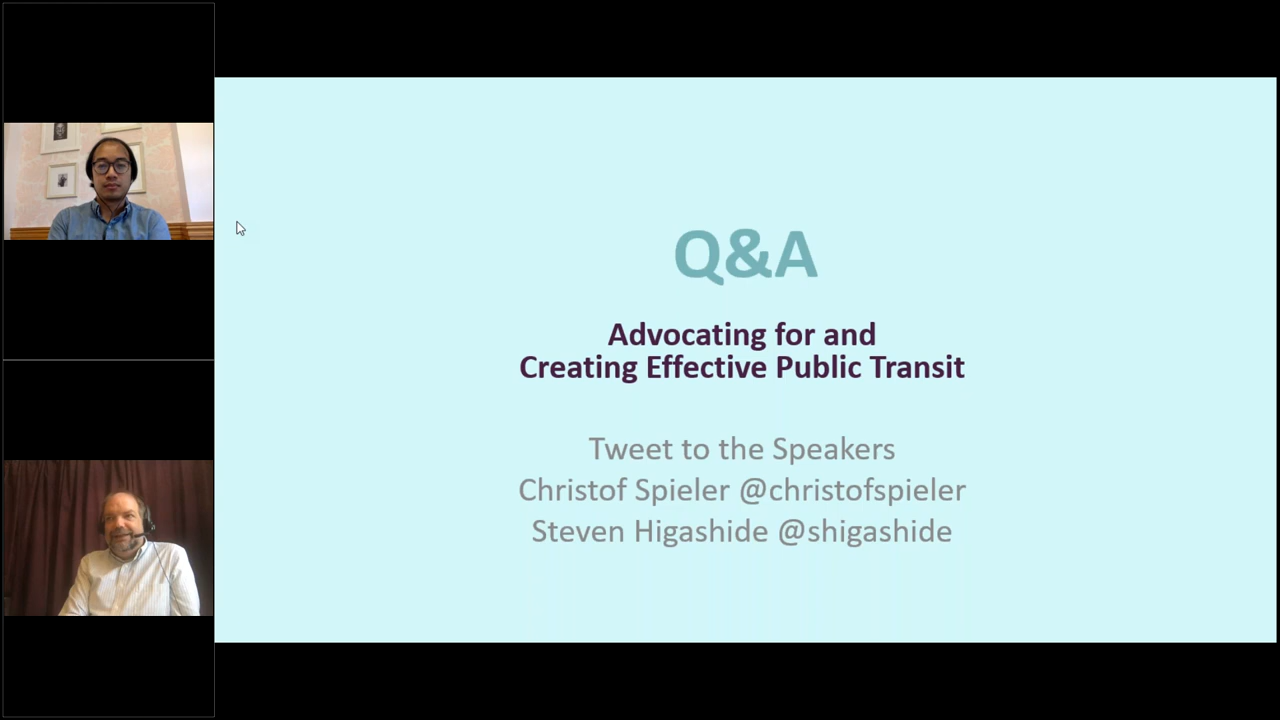 Q&A
Advocating for and
Creating Effective Public Transit
Tweet to the Speakers
Christof Spieler @christofspieler
Steven Higashide @shigashide